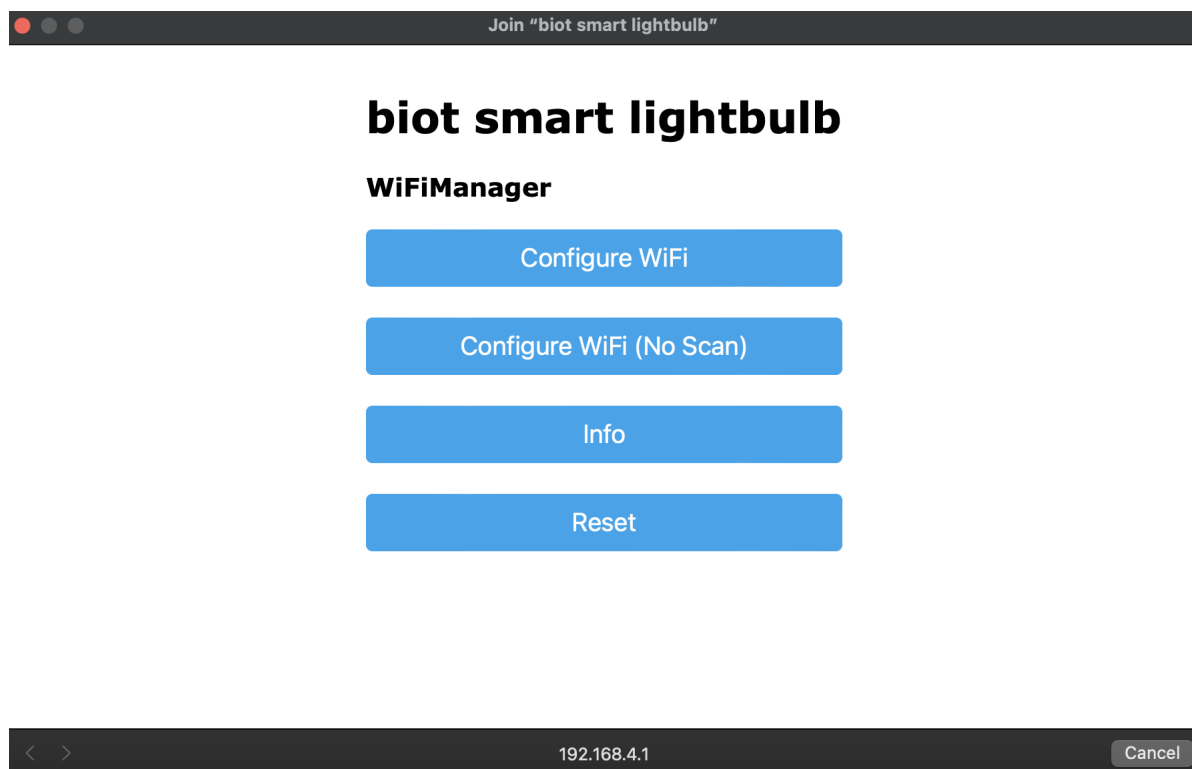 Join “biot smart lightbulb”
biot smart lightbulb
WiFiManager
Configure WiFi
Configure WiFi (No Scan)
Info
Reset
192.168.4.1
Cancel